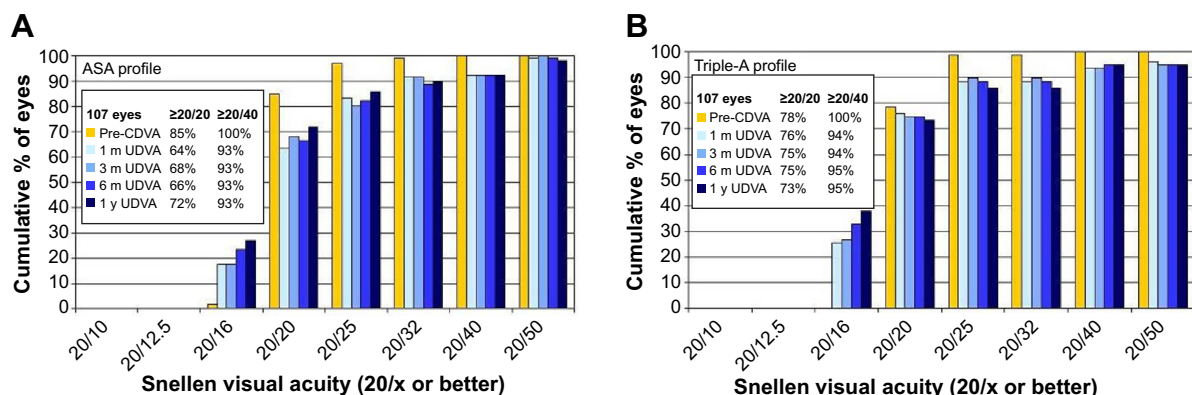 A
Cumulative % of eyes
100
90
80
70
60
50
40
30
20
10
0
ASA profile
107 eyes ≥20/20 ≥20/40
Pre-CDVA 85% 100%
1 m UDVA 64% 93%
3 m UDVA 68% 93%
6 m UDVA 66% 93%
1 y UDVA 72% 93%
20/10 20/12.5 20/16 20/20 20/25 20/32 20/40 20/50
Snellen visual acuity (20/x or better)
B
Cumulative % of eyes
100
90
80
70
60
50
40
30
20
10
0
Triple-A profile
107 eyes ≥20/20 ≥20/40
Pre-CDVA 78% 100%
1 m UDVA 76% 94%
3 m UDVA 75% 94%
6 m UDVA 75% 95%
1 y UDVA 73% 95%
20/10 20/12.5 20/16 20/20 20/25 20/32 20/40 20/50
Snellen visual acuity (20/x or better)